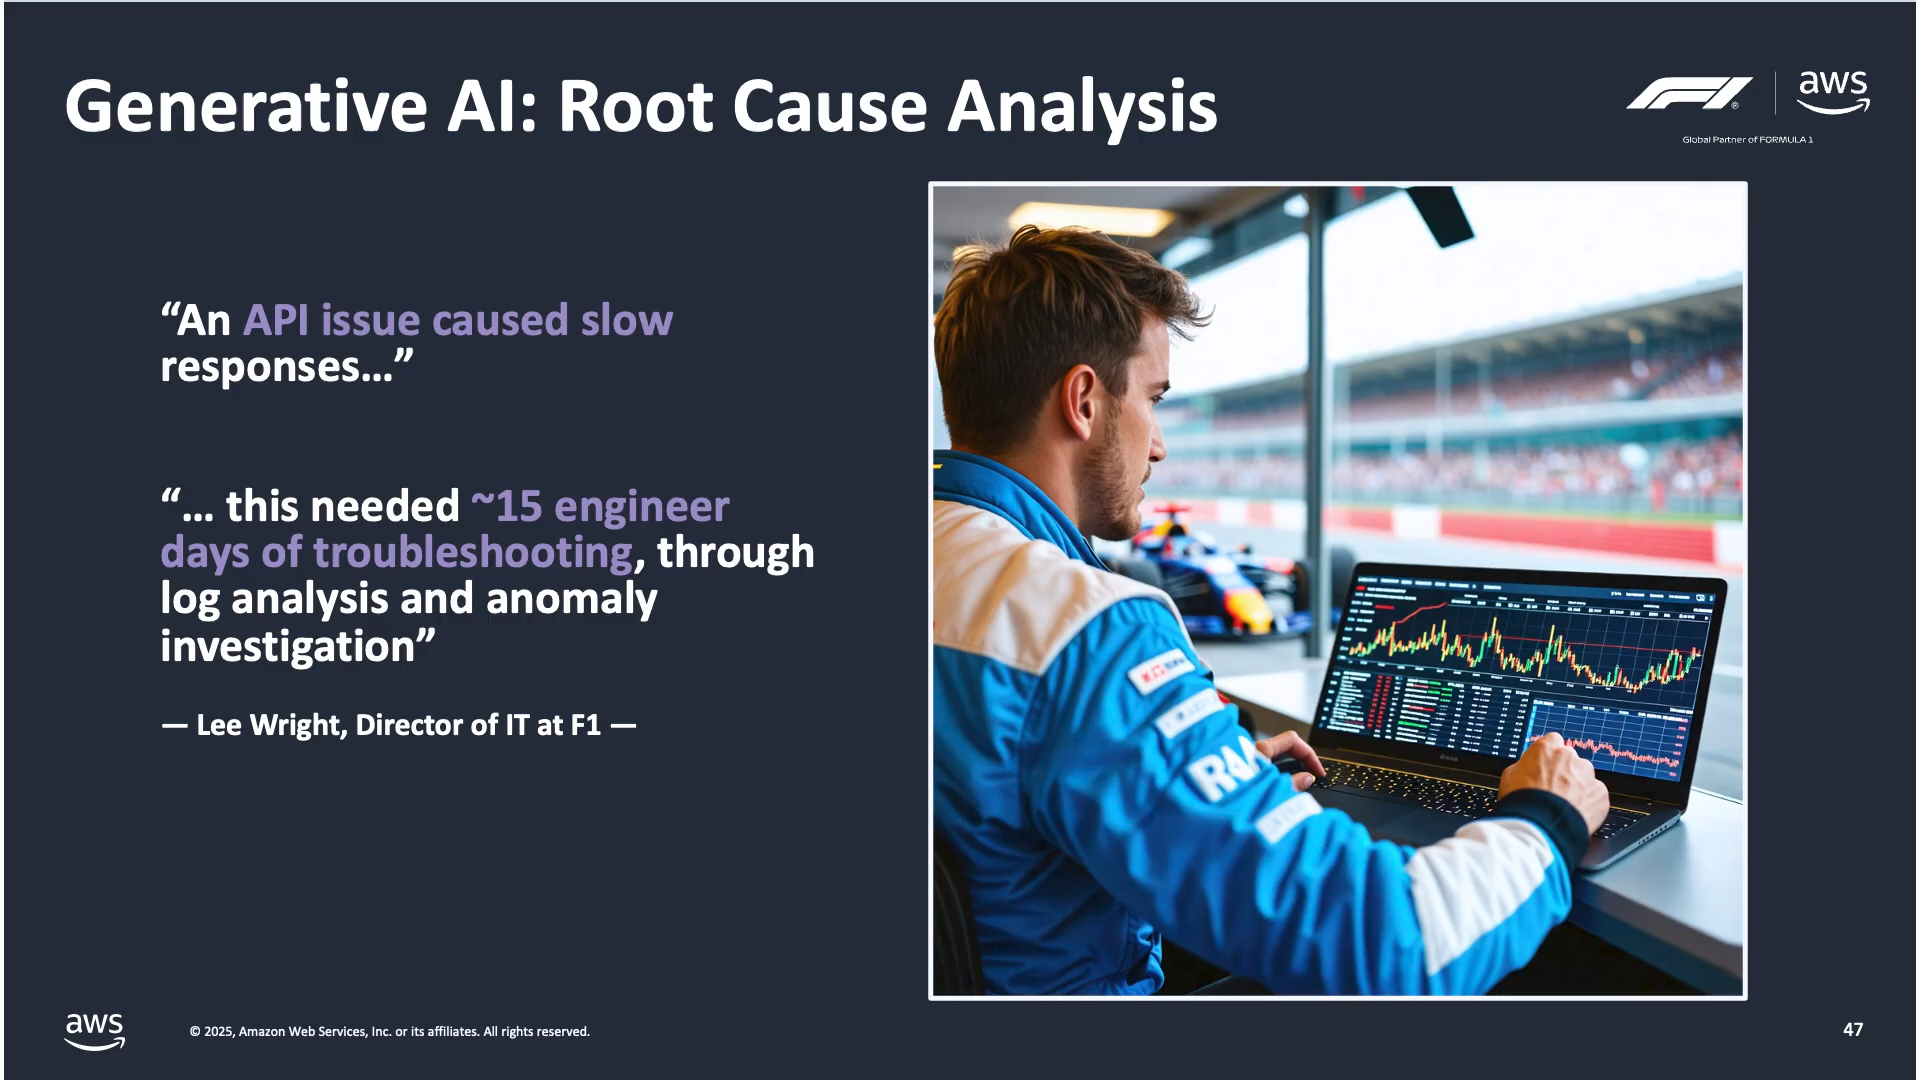 Generative AI: Root Cause Analysis
F1®
aws
Global Partner of FORMULA 1
“An API issue caused slow
responses...”
“... this needed ~15 engineer
days of troubleshooting, through
log analysis and anomaly
investigation”
— Lee Wright, Director of IT at F1 —
aws
© 2025, Amazon Web Services, Inc. or its affiliates. All rights reserved.
47